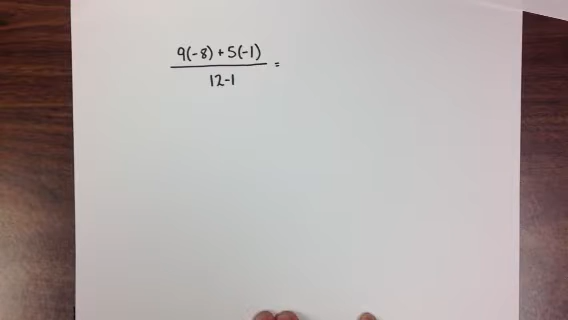 9(-8) + 5(-1)
12-1
=